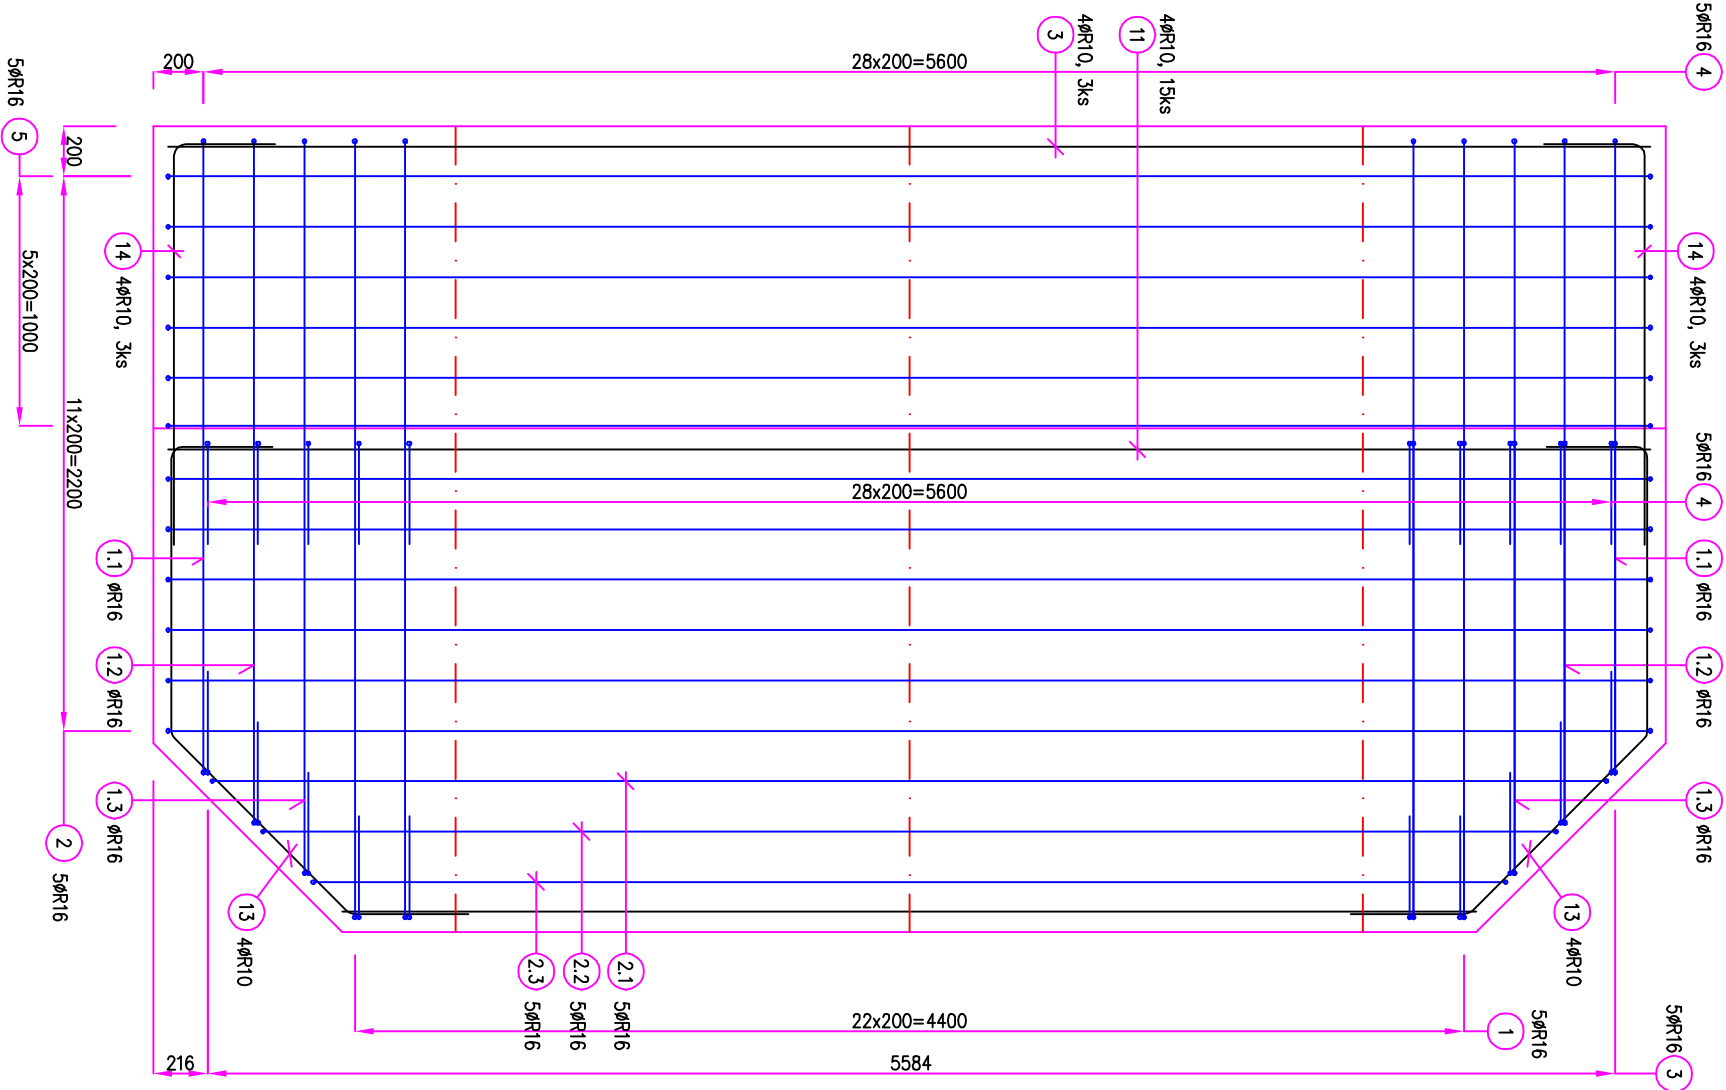 5øR16
4
4øR10, 15ks
11
4øR10, 3ks
3
200
28x200=5600
5øR16
5
200
14
4øR10, 3ks
14
4øR10, 3ks
5x200=1000
11x200=2200
5øR16
4
28x200=5600
1.1 øR16
1.1 øR16
1.2 øR16
1.2 øR16
1.3 øR16
1.3 øR16
2
5øR16
13
4øR10
13
4øR10
2.3
5øR16
2.2
5øR16
2.1
5øR16
22x200=4400
1
5øR16
216
5584
5øR16
3